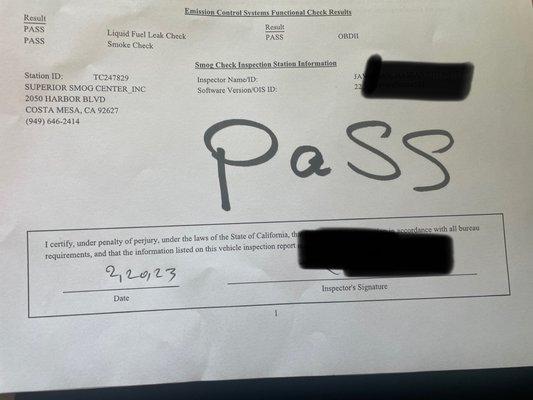 Emission Control Systems Functional Check Results
Result Result
PASS Liquid Fuel Leak Check PASS OBDII
PASS Smoke Check
Smog Check Inspection Station Information
Station ID: TC247829 Inspector Name/ID:
SUPERIOR SMOG CENTER_INC Software Version/OIS ID: 22
2050 HARBOR BLVD
COSTA MESA, CA 92627
(949) 646-2414
PaSS
I certify, under penalty of perjury, under the laws of the State of California, in accordance with all bureau
requirements, and that the information listed on this vehicle inspection report
2,20,23
Date Inspector's Signature
1